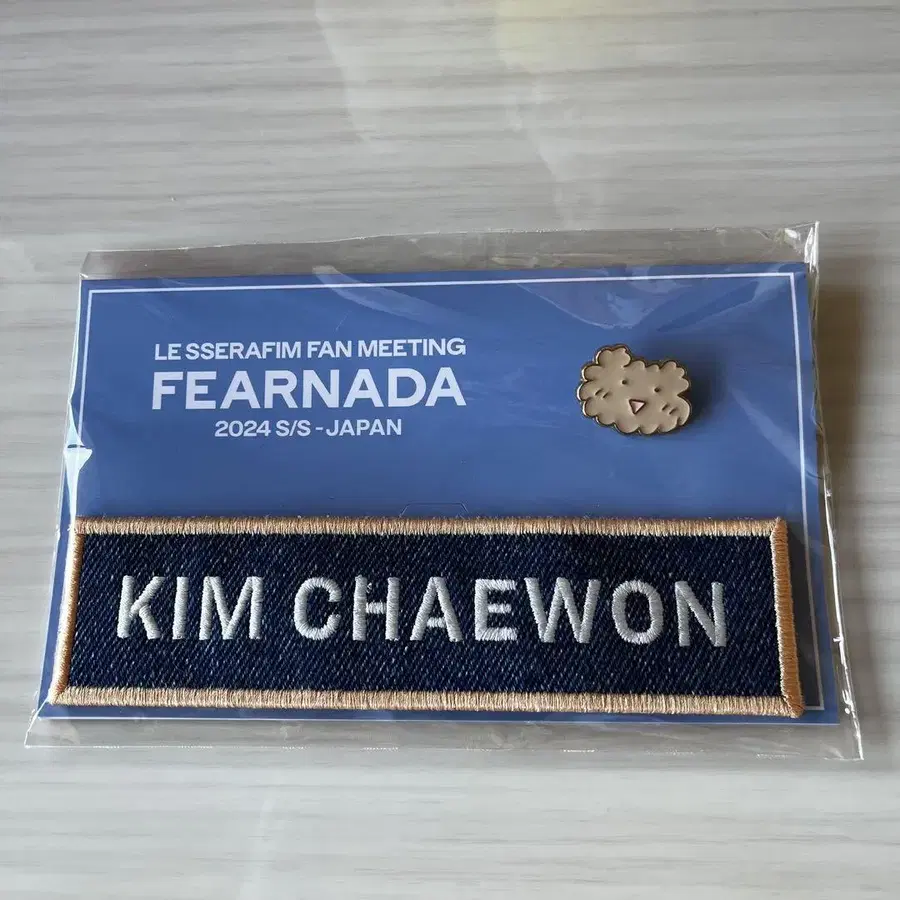 LE SSERAFIM FAN MEETING
FEARNADA
2024 S/S - JAPAN
KIM CHAEWON